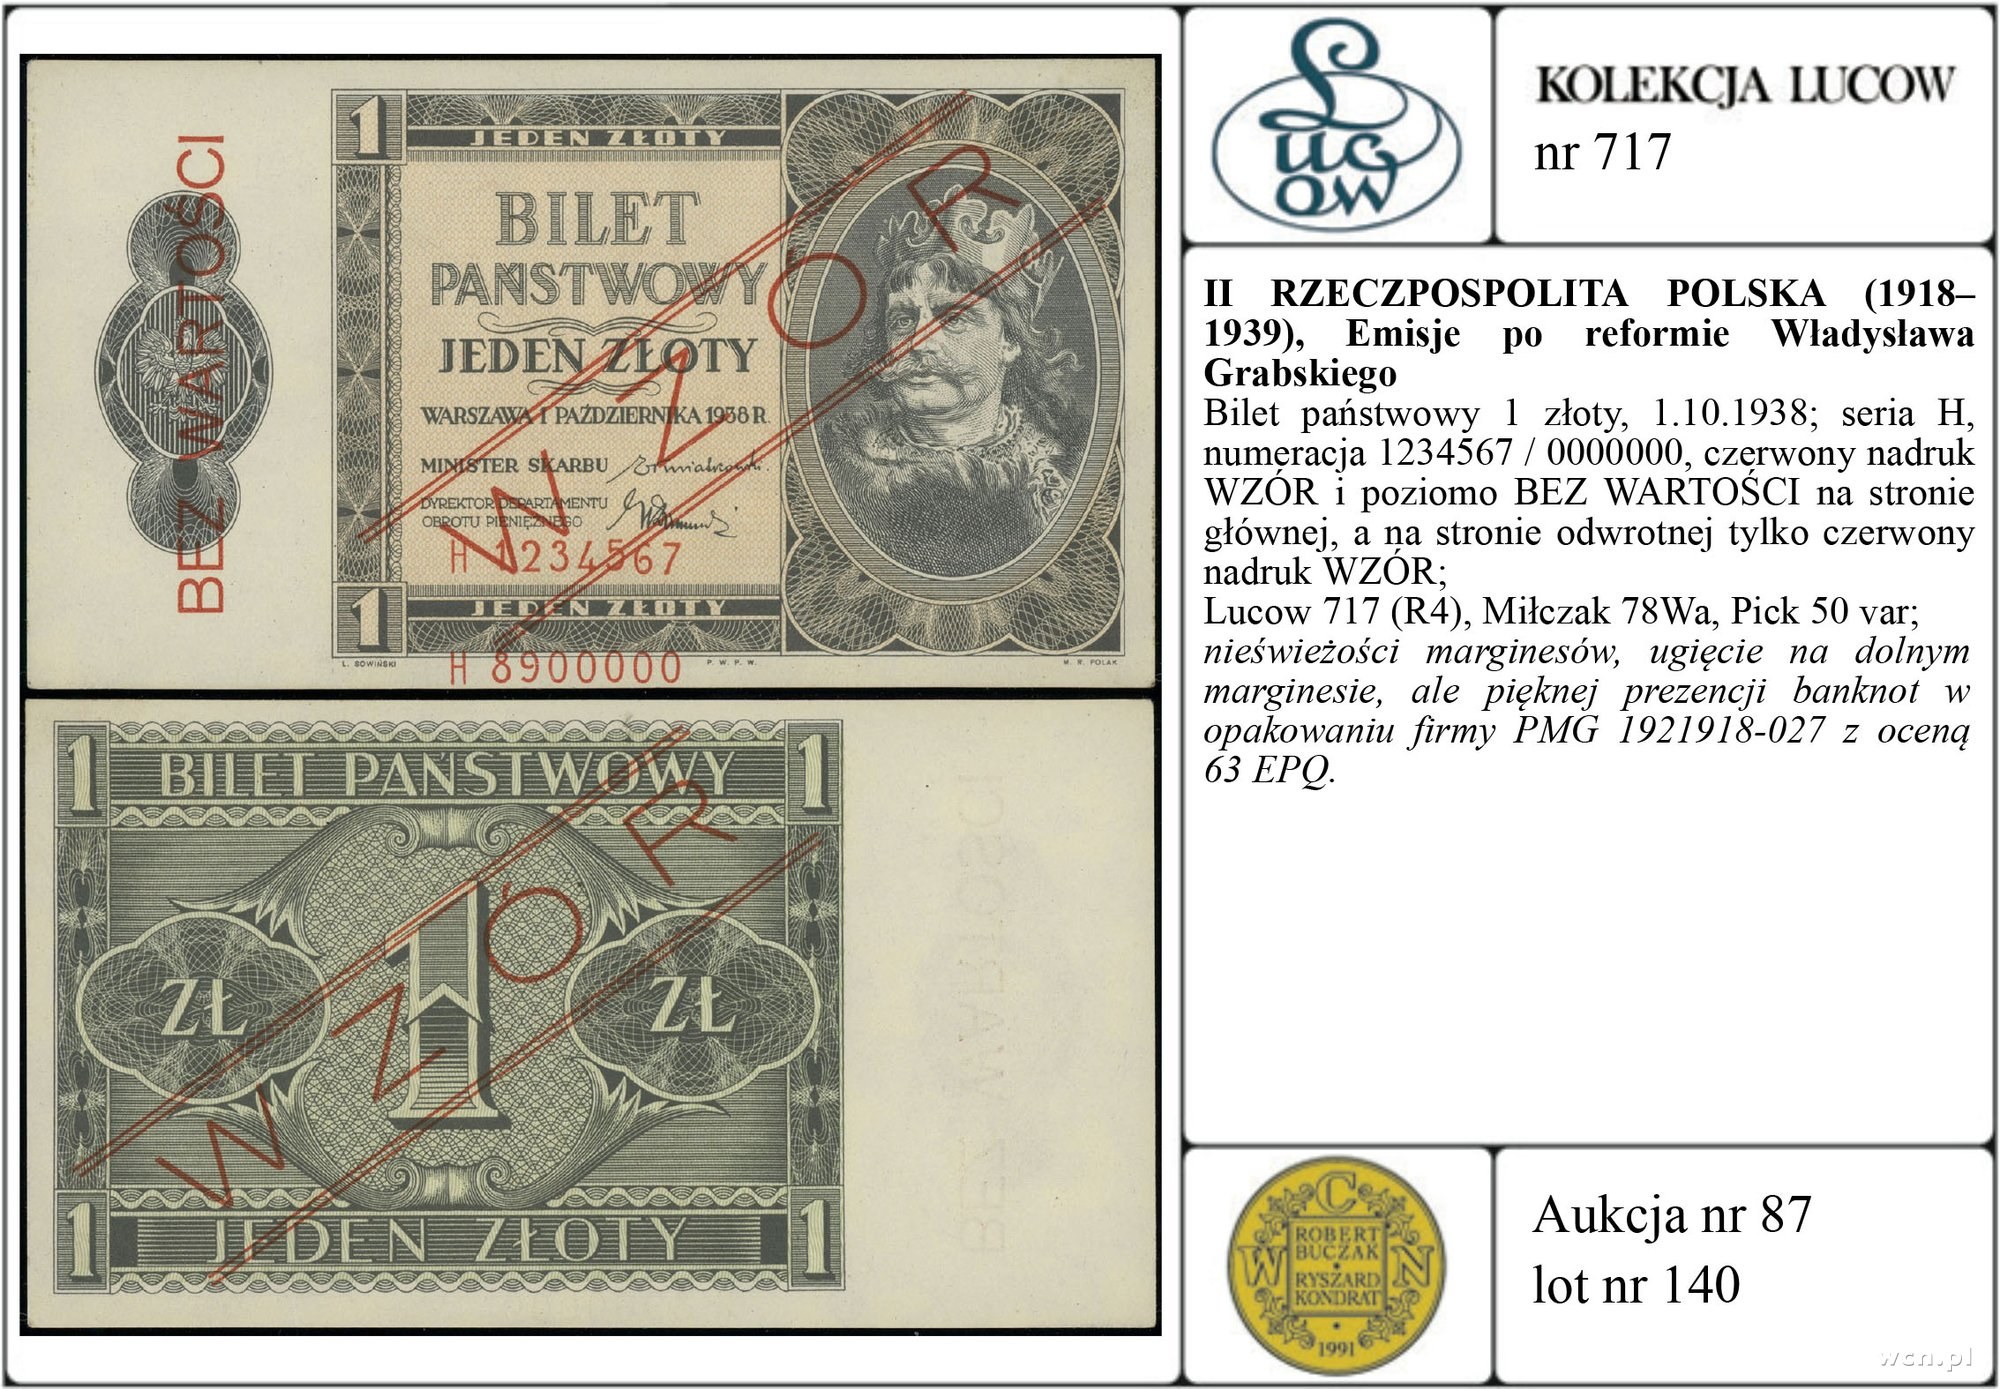 BEZ WARTOŚCI
1
JEDEN ZŁOTY
BILET
PAŃSTWOWY
JEDEN ZŁOTY
WARSZAWA 1 PAŹDZIERNIKA 1938 R.
MINISTER SKARBU
DYREKTOR DEPARTAMENTU
OBROTU PIENIĘŻNEGO
H 1234567
1
JEDEN ZŁOTY
L. SOWIŃSKI
P. W. P. W.
M. R. POLAK
H 8900000
WZÓR
1
BILET PAŃSTWOWY
1
ZŁ
1
ZŁ
1
JEDEN ZŁOTY
1
WZÓR
BEZ WARTOŚCI
Lucow
KOLEKCJA LUCOW
nr 717
II RZECZPOSPOLITA POLSKA (1918–
1939), Emisje po reformie Władysława
Grabskiego
Bilet państwowy 1 złoty, 1.10.1938; seria H,
numeracja 1234567 / 0000000, czerwony nadruk
WZÓR i poziomo BEZ WARTOŚCI na stronie
głównej, a na stronie odwrotnej tylko czerwony
nadruk WZÓR;
Lucow 717 (R4), Miłczak 78Wa, Pick 50 var;
nieświeżości marginesów, ugięcie na dolnym
marginesie, ale pięknej prezencji banknot w
opakowaniu firmy PMG 1921918-027 z oceną
63 EPQ.
W C N
ROBERT
BUCZAK
•
RYSZARD
KONDRAT
1991
Aukcja nr 87
lot nr 140
wcn.pl